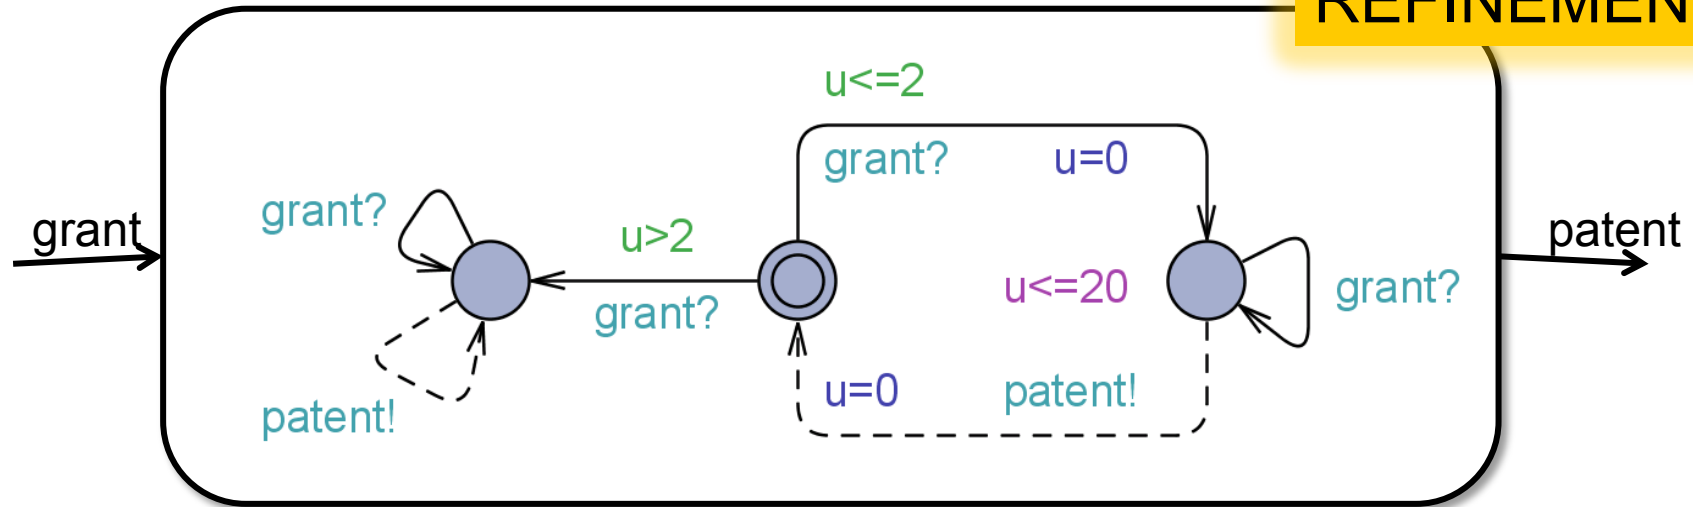 REFINEMEN
u<=2
grant?
u=0
grant?
grant
u>2
patent
u<=20
grant?
grant?
u=0
patent!
patent!